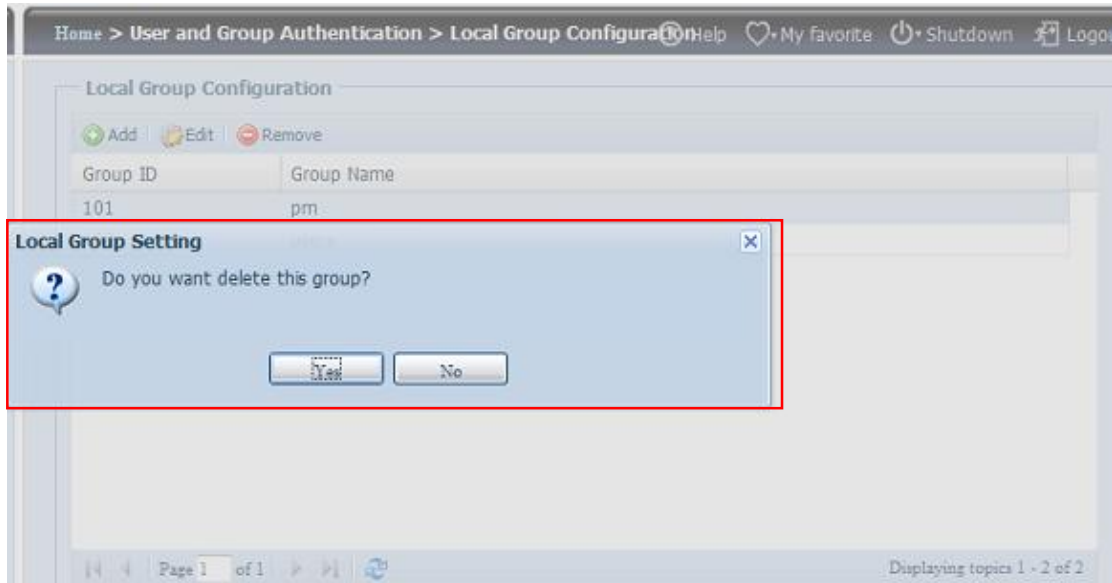 Home > User and Group Authentication > Local Group Configuration Help My favorite Shutdown Logou
Local Group Configuration
Add Edit Remove
Group ID Group Name
101 pm
Local Group Setting
Do you want delete this group?
Yes No
Page 1 of 1 Displaying topics 1 - 2 of 2